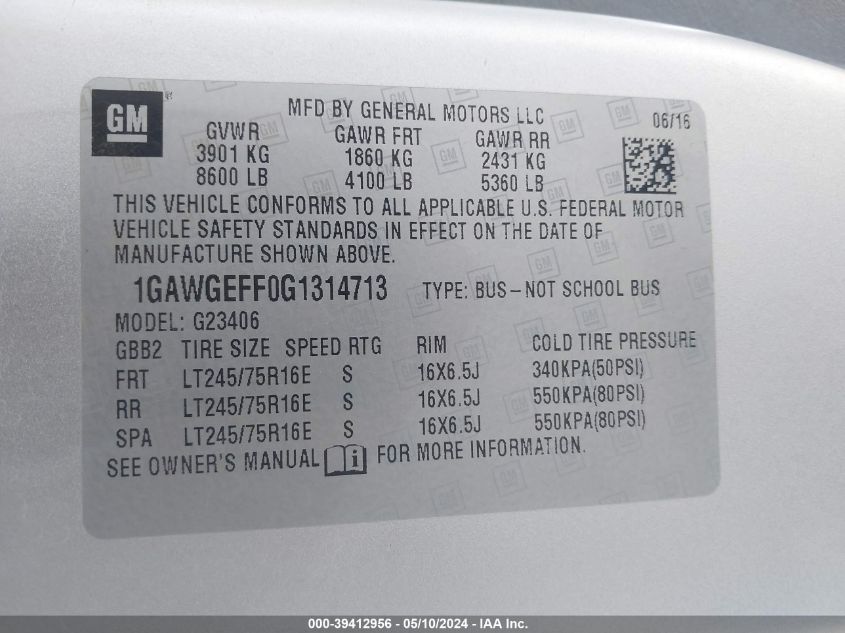 GM
MFD BY GENERAL MOTORS LLC
06/16
GVWR GAWR FRT GAWR RR
3901 KG 1860 KG 2431 KG
8600 LB 4100 LB 5360 LB
THIS VEHICLE CONFORMS TO ALL APPLICABLE U.S. FEDERAL MOTOR
VEHICLE SAFETY STANDARDS IN EFFECT ON THE DATE OF
MANUFACTURE SHOWN ABOVE.
1GAWGEFF0G1314713 TYPE: BUS–NOT SCHOOL BUS
MODEL: G23406
GBB2 TIRE SIZE SPEED RTG RIM COLD TIRE PRESSURE
FRT LT245/75R16E S 16X6.5J 340KPA(50PSI)
RR LT245/75R16E S 16X6.5J 550KPA(80PSI)
SPA LT245/75R16E S 16X6.5J 550KPA(80PSI)
SEE OWNER'S MANUAL i FOR MORE INFORMATION.
000-39412956 - 05/10/2024 - IAA Inc.